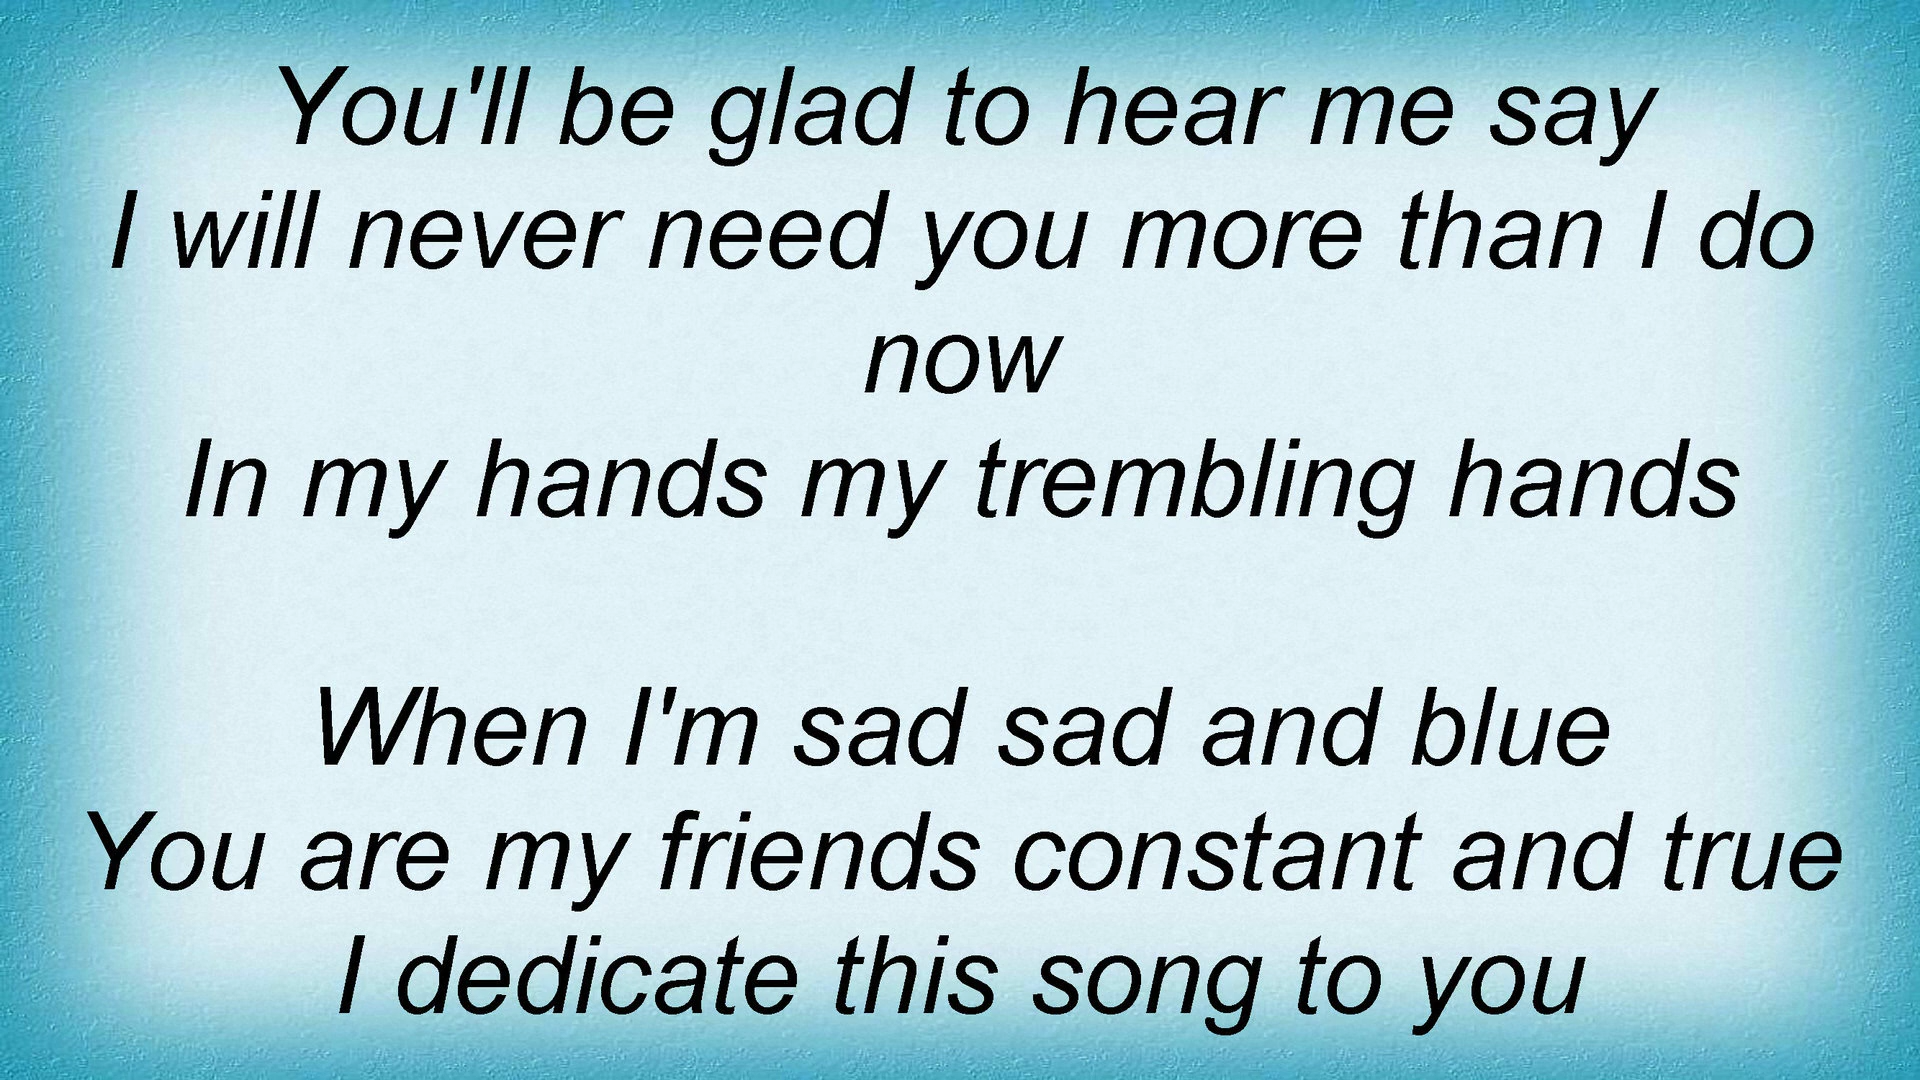 You'll be glad to hear me say
I will never need you more than I do
now
In my hands my trembling hands
When I'm sad sad and blue
You are my friends constant and true
I dedicate this song to you